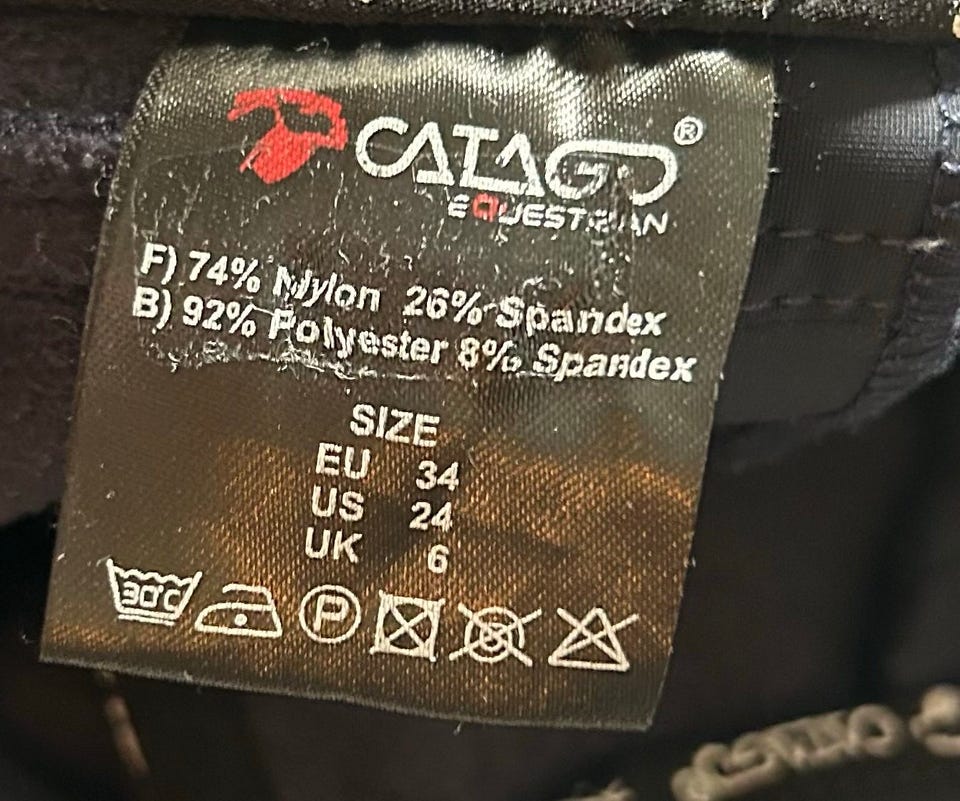 CATAGO®
EQUESTRIAN
F) 74% Nylon 26% Spandex
B) 92% Polyester 8% Spandex
SIZE
EU 34
US 24
UK 6
30°C P